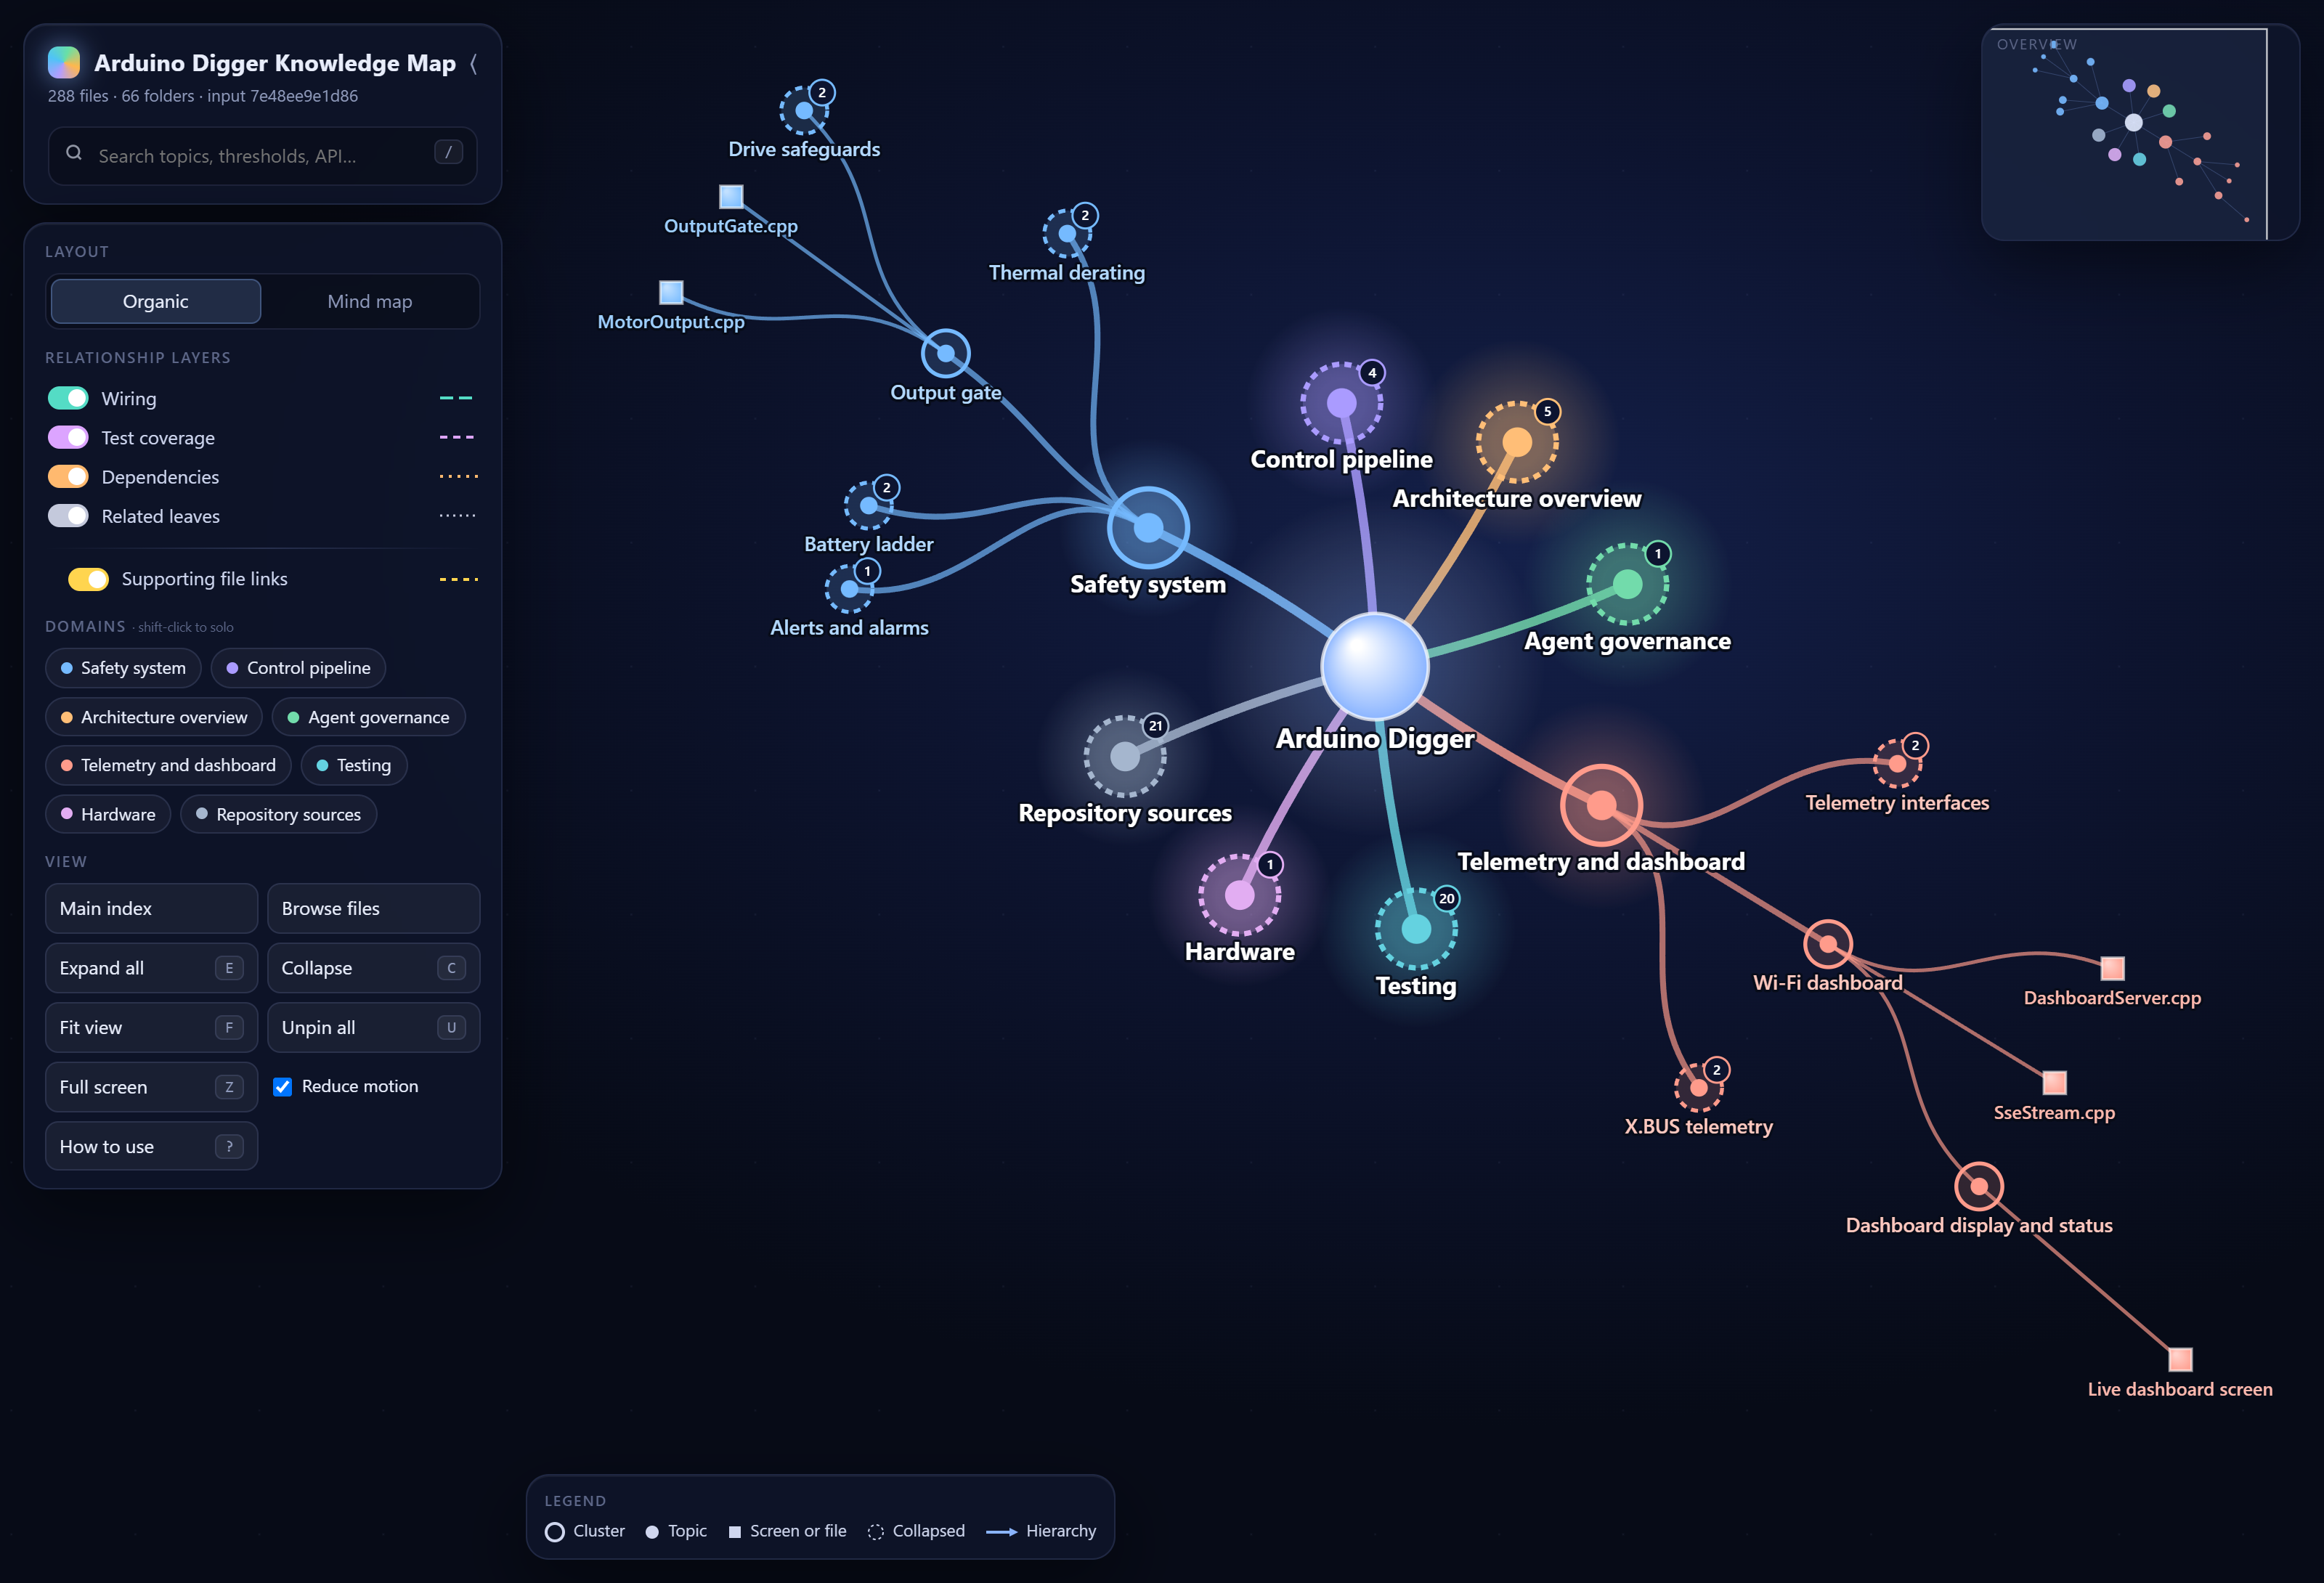 Arduino Digger Knowledge Map
288 files · 66 folders · input 7e48ee9e1d86
Search topics, thresholds, API...
/
LAYOUT
Organic
Mind map
RELATIONSHIP LAYERS
Wiring
Test coverage
Dependencies
Related leaves
Supporting file links
DOMAINS · shift-click to solo
Safety system
Control pipeline
Architecture overview
Agent governance
Telemetry and dashboard
Testing
Hardware
Repository sources
VIEW
Main index
Browse files
Expand all E
Collapse C
Fit view F
Unpin all U
Full screen Z
Reduce motion
How to use ?
2
Drive safeguards
OutputGate.cpp
2
Thermal derating
MotorOutput.cpp
Output gate
4
Control pipeline
5
Architecture overview
2
Battery ladder
1
Alerts and alarms
Safety system
1
Agent governance
Arduino Digger
21
Repository sources
2
Telemetry interfaces
Telemetry and dashboard
1
Hardware
20
Testing
Wi-Fi dashboard
DashboardServer.cpp
SseStream.cpp
2
X.BUS telemetry
Dashboard display and status
Live dashboard screen
OVERVIEW
LEGEND
Cluster
Topic
Screen or file
Collapsed
Hierarchy